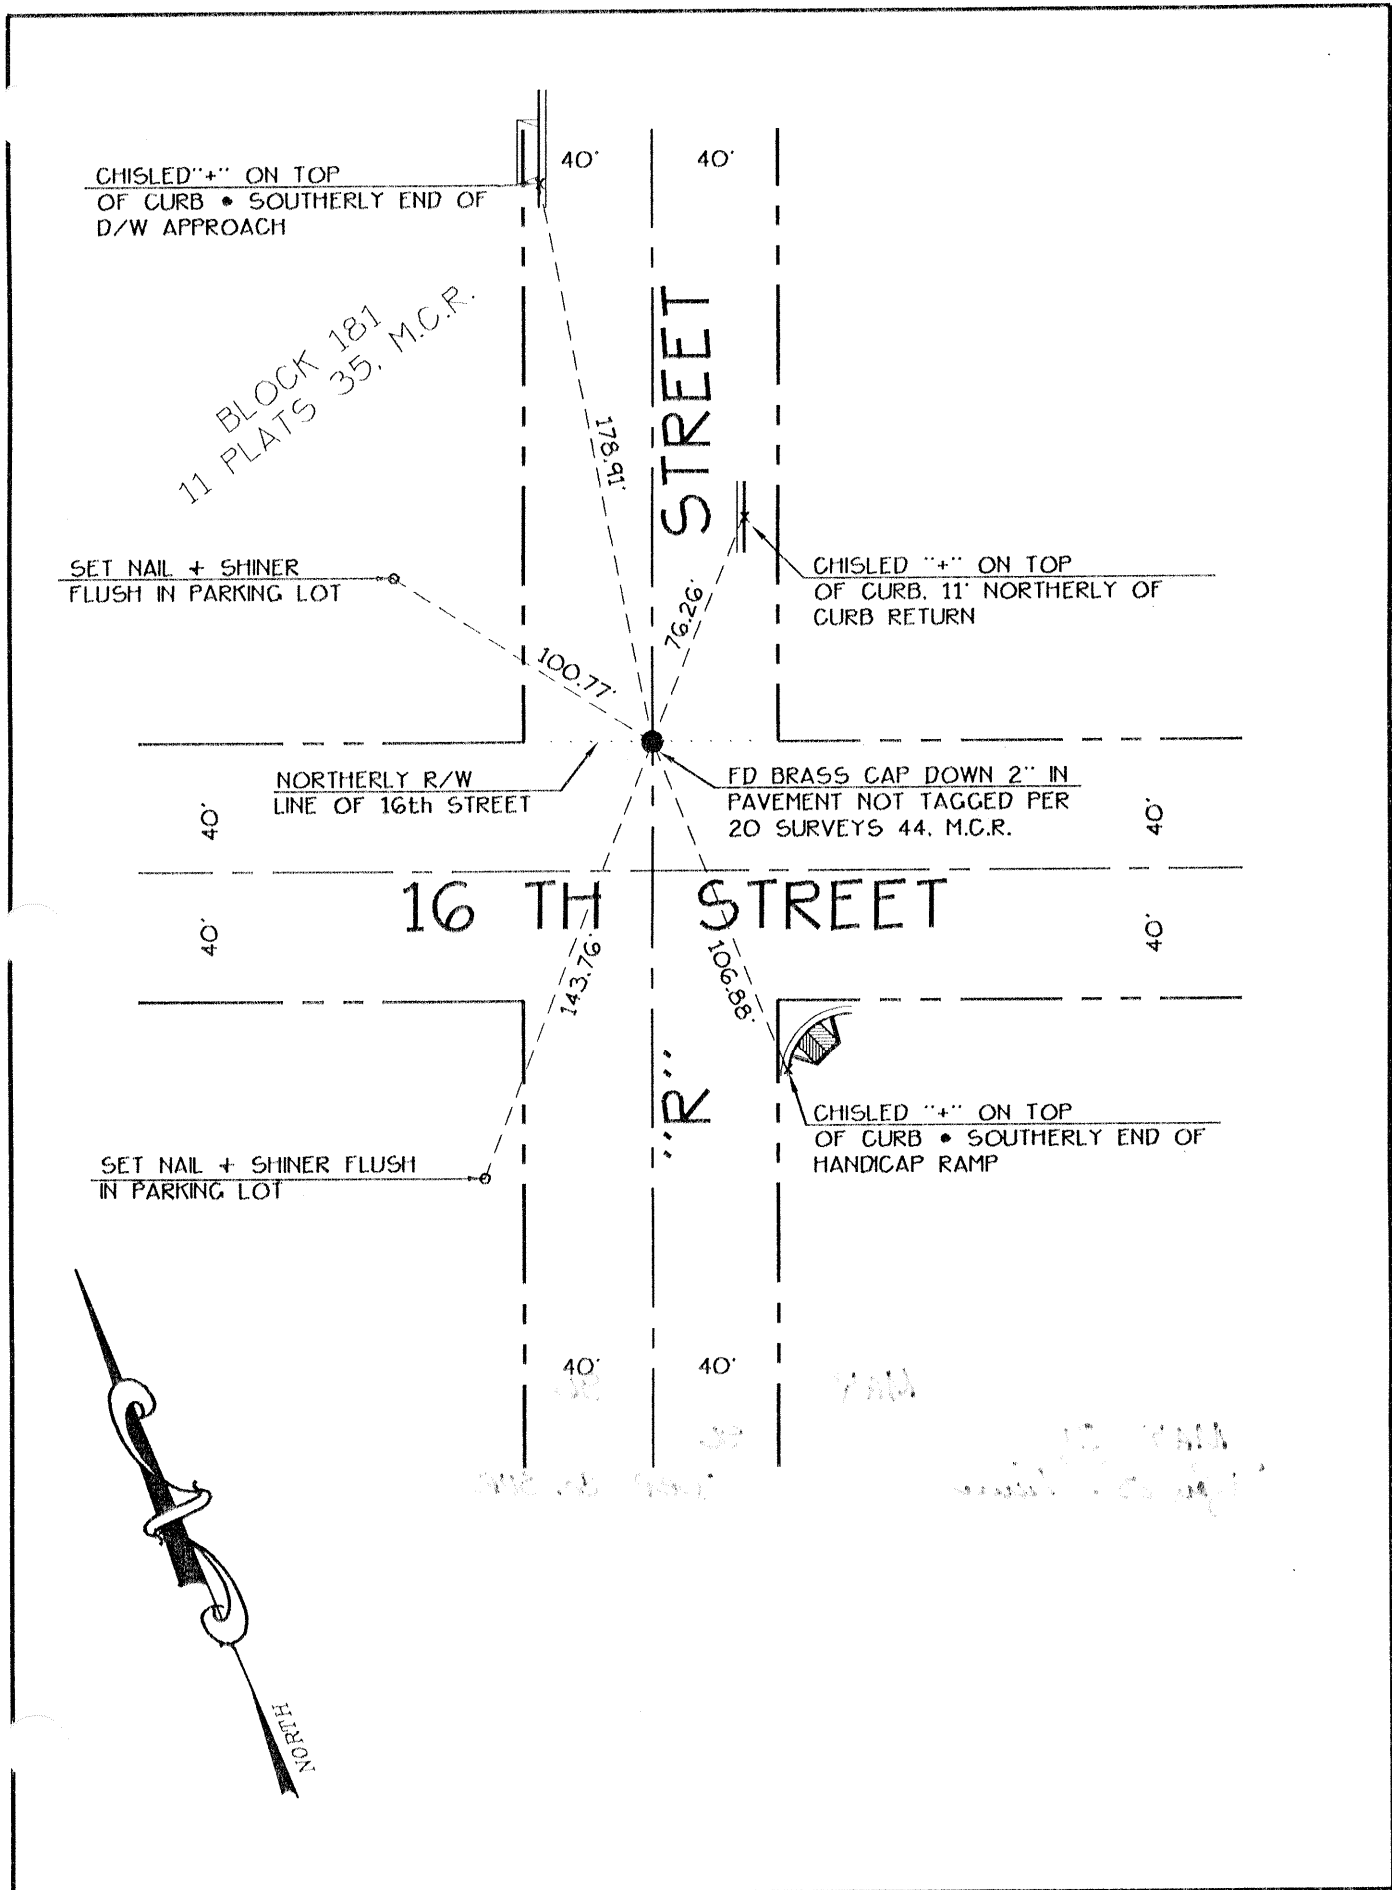 40' 40'
CHISLED "+" ON TOP
OF CURB • SOUTHERLY END OF
D/W APPROACH
BLOCK 181
11 PLATS 35, M.C.R.
STREET
178.91'
SET NAIL + SHINER
FLUSH IN PARKING LOT
CHISLED "+" ON TOP
OF CURB, 11' NORTHERLY OF
CURB RETURN
76.26'
100.77'
NORTHERLY R/W
LINE OF 16th STREET
FD BRASS CAP DOWN 2" IN
PAVEMENT NOT TAGGED PER
20 SURVEYS 44, M.C.R.
40' 40'
16 TH STREET
40' 40'
143.76'
106.88'
"R"
CHISLED "+" ON TOP
OF CURB • SOUTHERLY END OF
HANDICAP RAMP
SET NAIL + SHINER FLUSH
IN PARKING LOT
40' 40'
NORTH